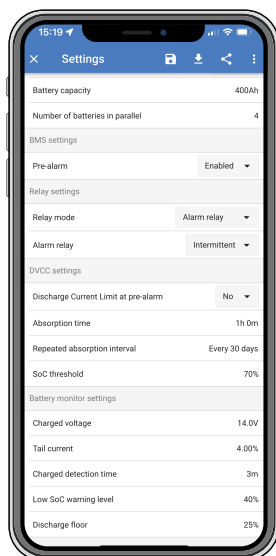 15:19
Settings
Battery capacity 400Ah
Number of batteries in parallel 4
BMS settings
Pre-alarm Enabled
Relay settings
Relay mode Alarm relay
Alarm relay Intermittent
DVCC settings
Discharge Current Limit at pre-alarm No
Absorption time 1h 0m
Repeated absorption interval Every 30 days
SoC threshold 70%
Battery monitor settings
Charged voltage 14.0V
Tail current 4.00%
Charged detection time 3m
Low SoC warning level 40%
Discharge floor 25%